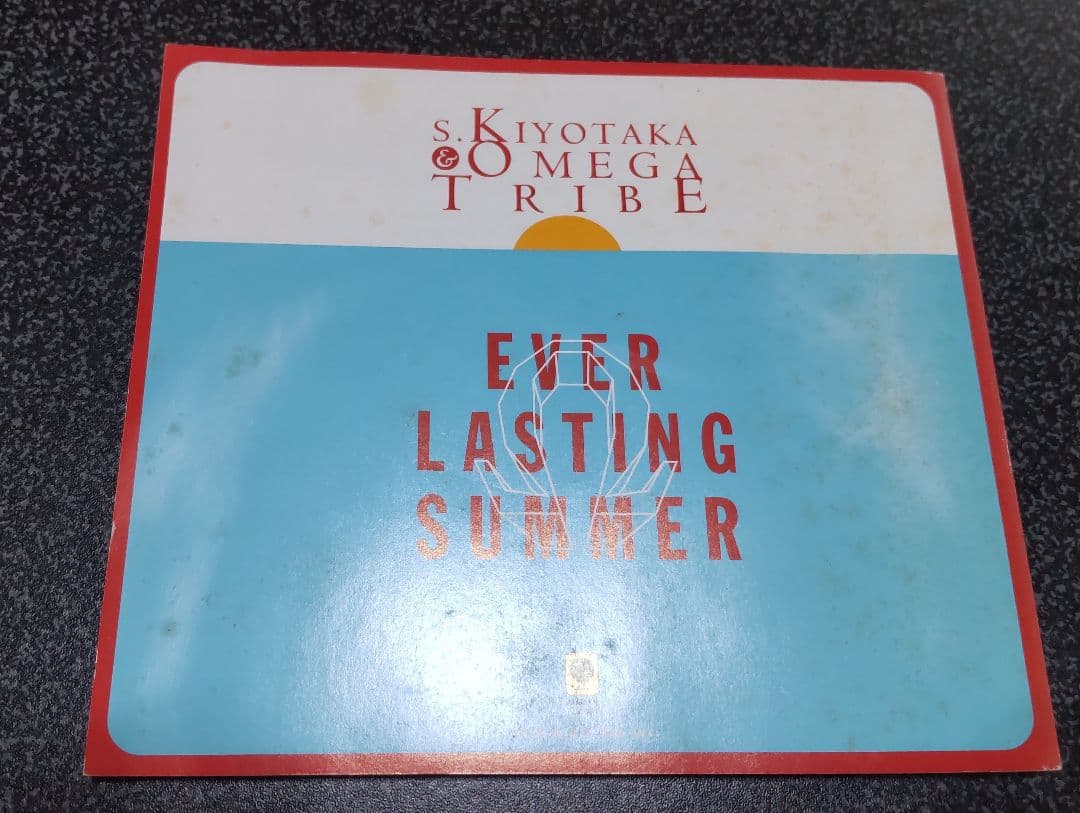 S. KIYOTAKA
& OMEGA
TRIBE
EVER
LASTING
SUMMER